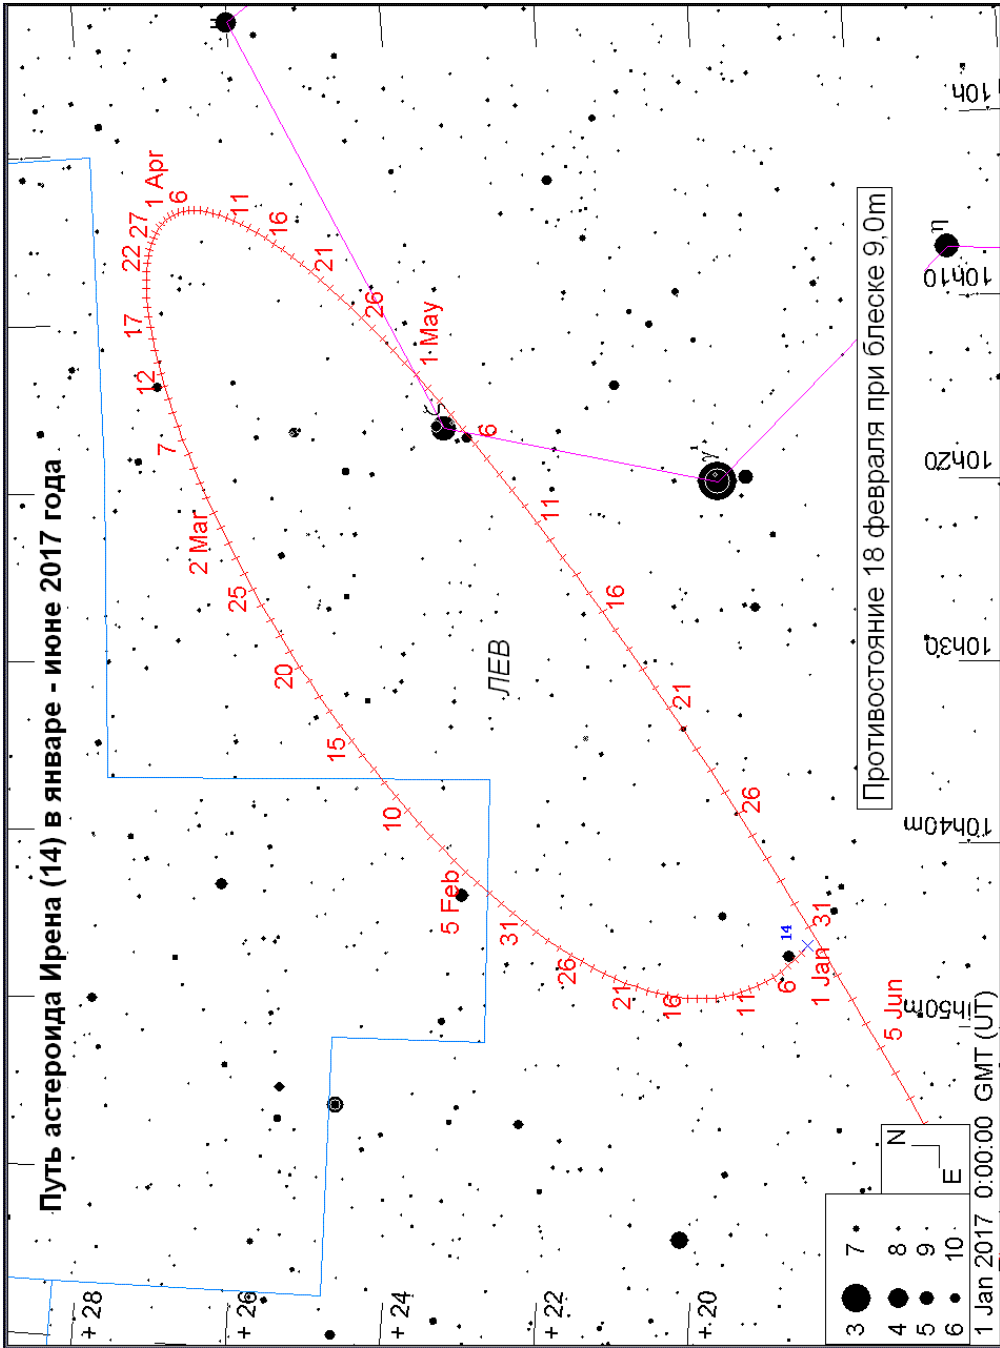 Путь астероида Ирена (14) в январе - июне 2017 года
+ 28
+ 26
+ 24
+ 22
+ 20
22
27
1 Apr
6
11
16
21
26
1 May
6
11
16
21
26
31
5 Jun
17
12
7
2 Mar
25
20
15
10
5 Feb
31
26
21
16
11
6
1 Jan
14
ε
ζ
γ¹
η
ЛЕВ
Противостояние 18 февраля при блеске 9,0m
10h
10h10
10h20
10h30
10h40m
10h50m
N
E
3 7
4 8
5 9
6 10
1 Jan 2017 0:00:00 GMT (UT)